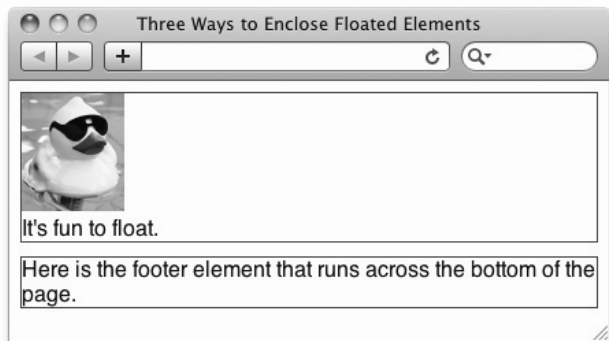 Three Ways to Enclose Floated Elements
It's fun to float.
Here is the footer element that runs across the bottom of the
page.